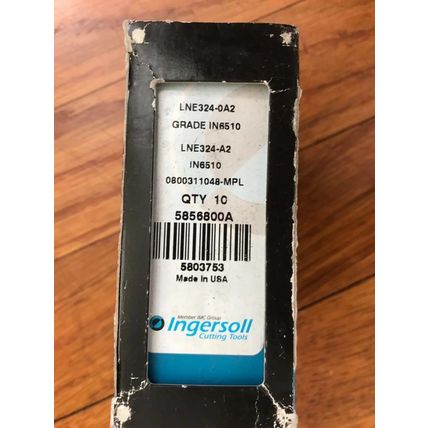 LNE324-0A2
GRADE IN6510
LNE324-A2
IN6510
0800311048-MPL
QTY 10
5856800A
5803753
Made in USA
Member IMC Group
Ingersoll
Cutting Tools